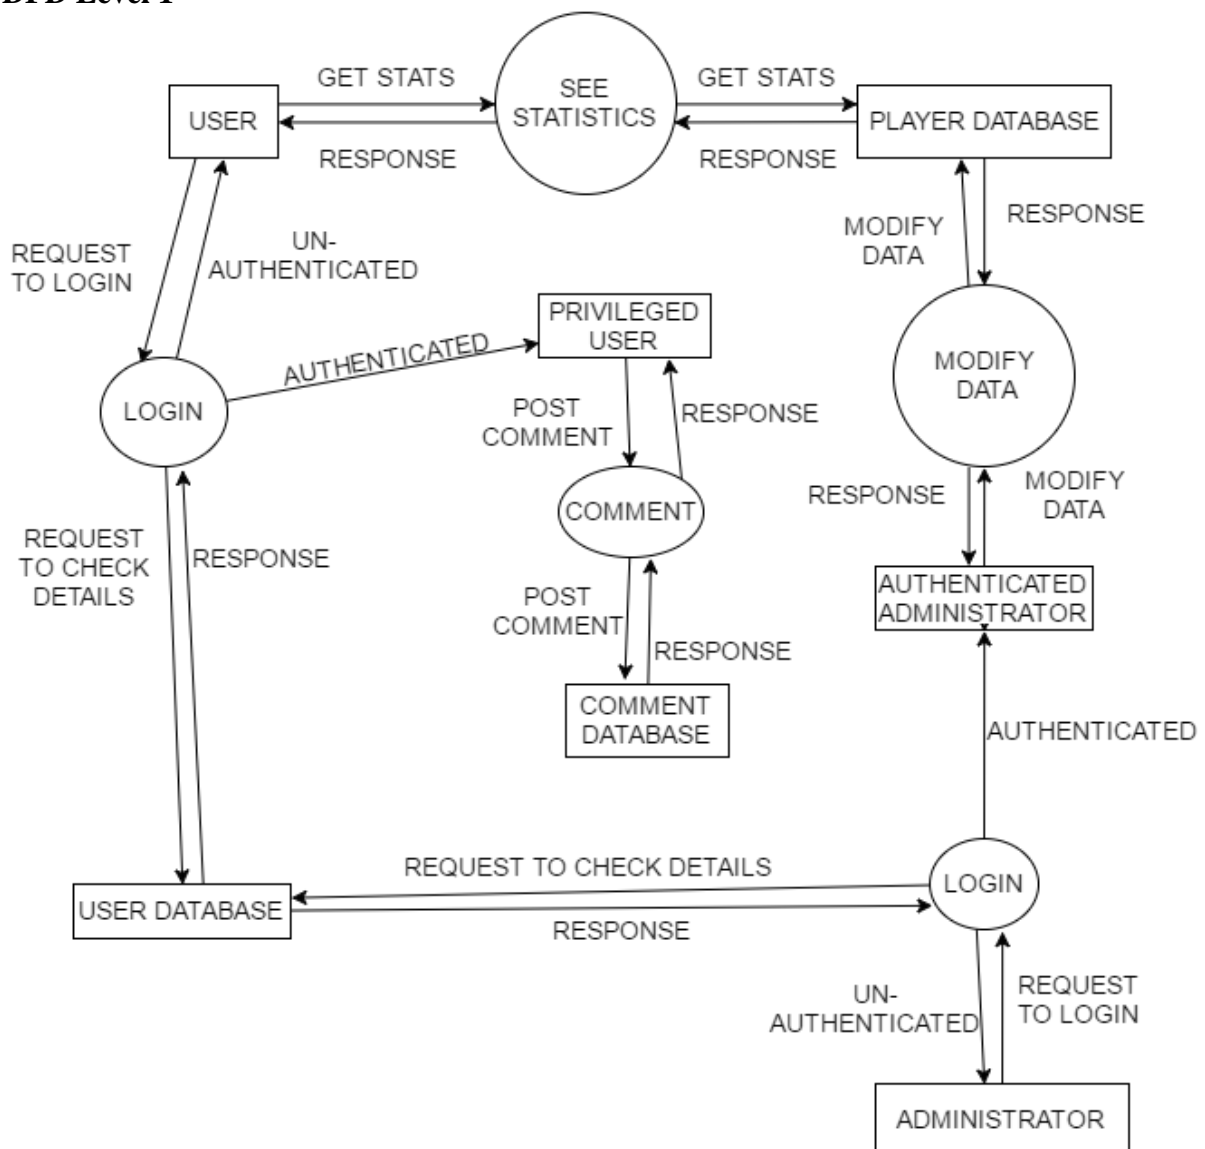 DFD Level 1
GET STATS
GET STATS
SEE
STATISTICS
USER
PLAYER DATABASE
RESPONSE
RESPONSE
REQUEST
TO LOGIN
UN-
AUTHENTICATED
MODIFY
DATA
RESPONSE
PRIVILEGED
USER
AUTHENTICATED
LOGIN
MODIFY
DATA
POST
COMMENT
RESPONSE
COMMENT
RESPONSE
MODIFY
DATA
REQUEST
TO CHECK
DETAILS
RESPONSE
POST
COMMENT
RESPONSE
AUTHENTICATED
ADMINISTRATOR
COMMENT
DATABASE
AUTHENTICATED
REQUEST TO CHECK DETAILS
LOGIN
USER DATABASE
RESPONSE
UN-
AUTHENTICATED
REQUEST
TO LOGIN
ADMINISTRATOR